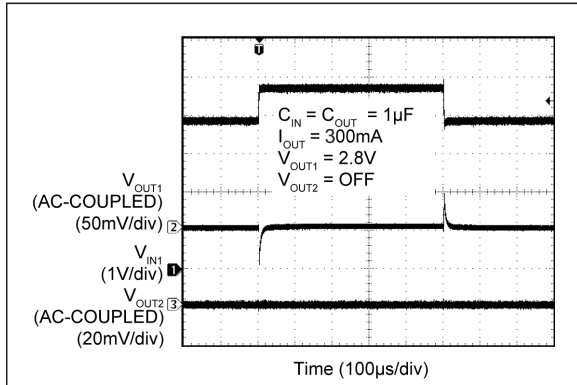 T
C_IN = C_OUT = 1µF
I_OUT = 300mA
V_OUT1 = 2.8V
V_OUT2 = OFF
V_OUT1
(AC-COUPLED)
(50mV/div)
2
V_IN1
(1V/div)
1
V_OUT2
3
(AC-COUPLED)
(20mV/div)
Time (100µs/div)